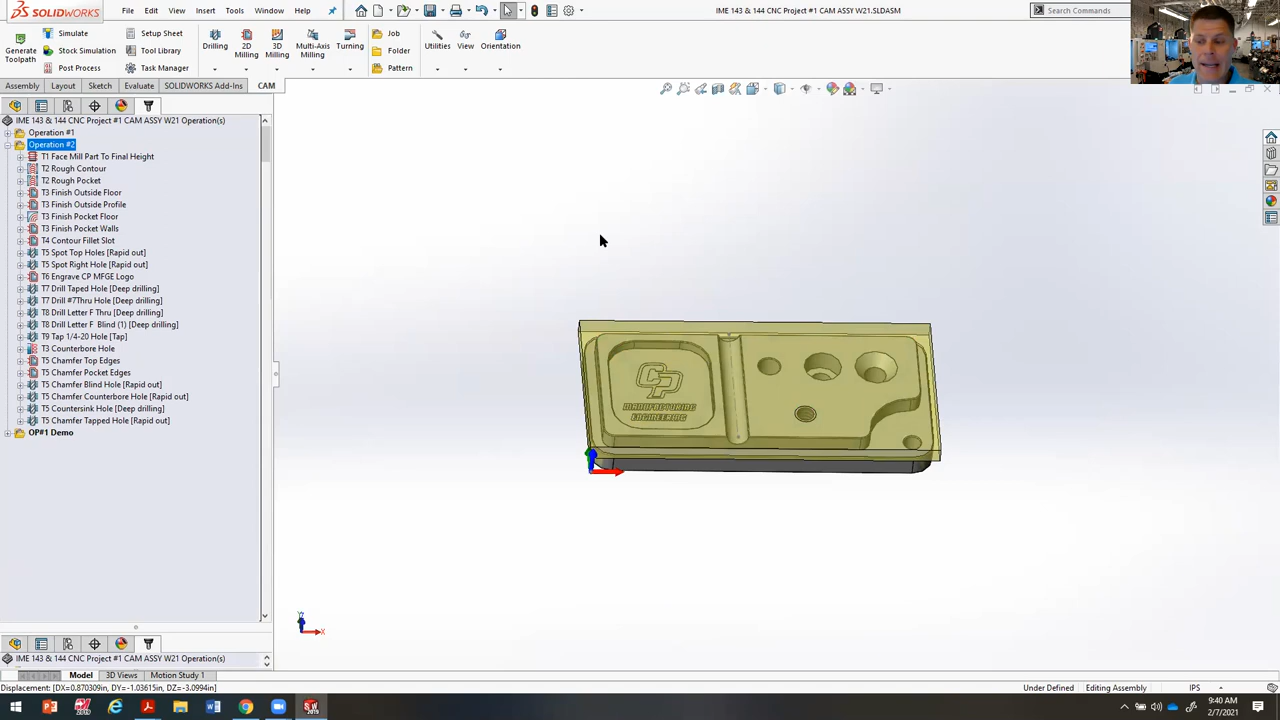 SOLIDWORKS File Edit View Insert Tools Window Help IME 143 & 144 CNC Project #1 CAM ASSY W21.SLDASM Search Commands
Generate Toolpath Simulate Setup Sheet Drilling 2D Milling 3D Milling Multi-Axis Milling Turning Job Utilities View Orientation
Stock Simulation Tool Library Folder
Post Process Task Manager Pattern
Assembly Layout Sketch Evaluate SOLIDWORKS Add-Ins CAM
IME 143 & 144 CNC Project #1 CAM ASSY W21 Operation(s)
Operation #1
Operation #2
T1 Face Mill Part To Final Height
T2 Rough Contour
T2 Rough Pocket
T3 Finish Outside Floor
T3 Finish Outside Profile
T3 Finish Pocket Floor
T3 Finish Pocket Walls
T4 Contour Fillet Slot
T5 Spot Top Holes [Rapid out]
T5 Spot Right Hole [Rapid out]
T6 Engrave CP MFGE Logo
T7 Drill Taped Hole [Deep drilling]
T7 Drill #7Thru Hole [Deep drilling]
T8 Drill Letter F Thru [Deep drilling]
T8 Drill Letter F Blind (1) [Deep drilling]
T9 Tap 1/4-20 Hole [Tap]
T3 Counterbore Hole
T5 Chamfer Top Edges
T5 Chamfer Pocket Edges
T5 Chamfer Blind Hole [Rapid out]
T5 Chamfer Counterbore Hole [Rapid out]
T5 Countersink Hole [Deep drilling]
T5 Chamfer Tapped Hole [Rapid out]
OP#1 Demo
CP
MANUFACTURING
ENGINEERING
X
IME 143 & 144 CNC Project #1 CAM ASSY W21 Operation(s)
Model 3D Views Motion Study 1
Displacement: [DX=0.870309in, DY=-1.03615in, DZ=-3.0994in] Under Defined Editing Assembly IPS
9:40 AM
2/7/2021